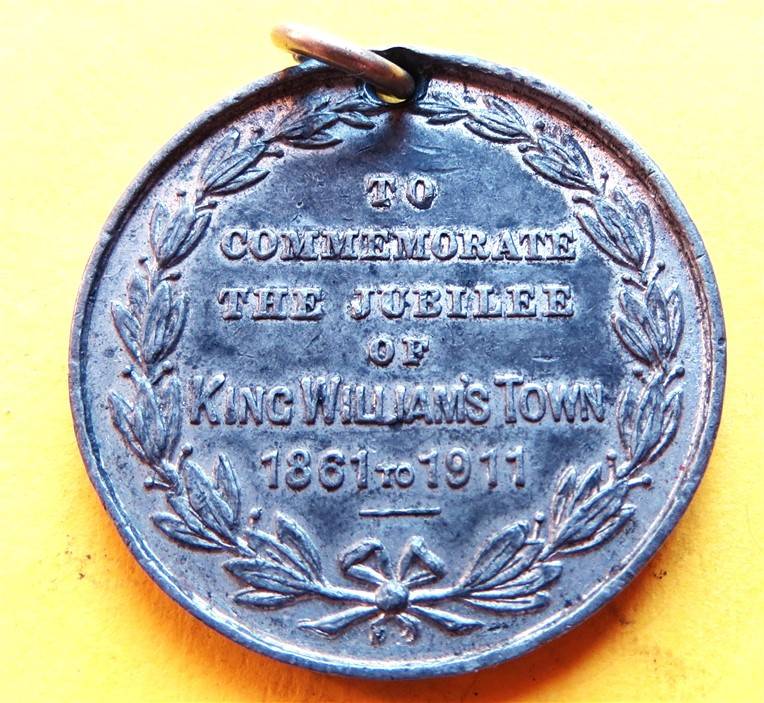 TO
COMMEMORATE
THE JUBILEE
OF
KING WILLIAM'S TOWN
1861 TO 1911